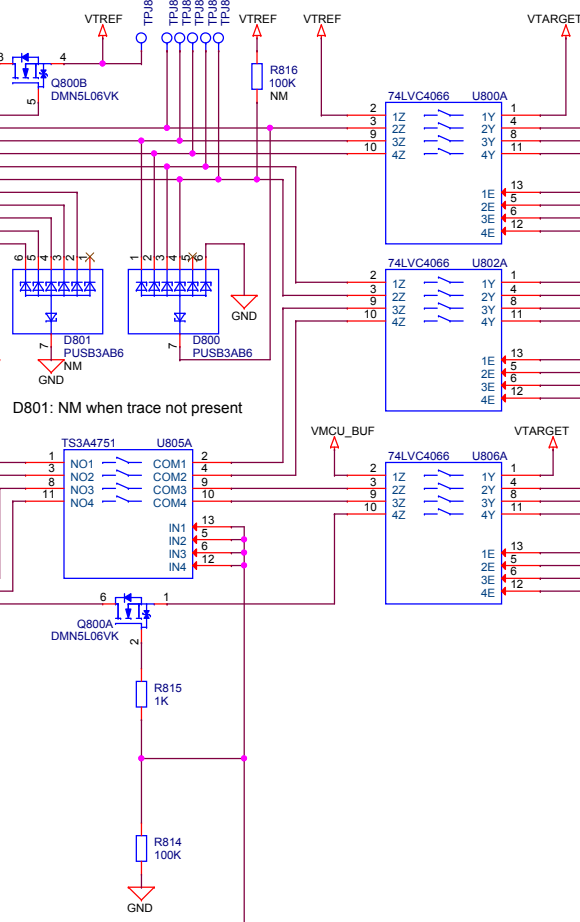 VTREF
TPJ8
TPJ8
TPJ8
TPJ8
TPJ8
VTREF
VTREF
VTARGET
3
4
Q800B
DMN5L06VK
5
R816
100K
NM
74LVC4066 U800A
2 1Z 1Y 1
3 2Z 2Y 4
9 3Z 3Y 8
10 4Z 4Y 11
1E 13
2E 5
3E 6
4E 12
6 5 4 3 2 1
7
D801
PUSB3AB6
NM
GND
1 2 3 4 5 6
7
D800
PUSB3AB6
GND
74LVC4066 U802A
2 1Z 1Y 1
3 2Z 2Y 4
9 3Z 3Y 8
10 4Z 4Y 11
1E 13
2E 5
3E 6
4E 12
D801: NM when trace not present
TS3A4751 U805A
1 NO1 COM1 2
3 NO2 COM2 4
8 NO3 COM3 9
11 NO4 COM4 10
IN1 13
IN2 5
IN3 6
IN4 12
VMCU_BUF
VTARGET
74LVC4066 U806A
2 1Z 1Y 1
3 2Z 2Y 4
9 3Z 3Y 8
10 4Z 4Y 11
1E 13
2E 5
3E 6
4E 12
6
1
Q800A
DMN5L06VK
2
R815
1K
R814
100K
GND